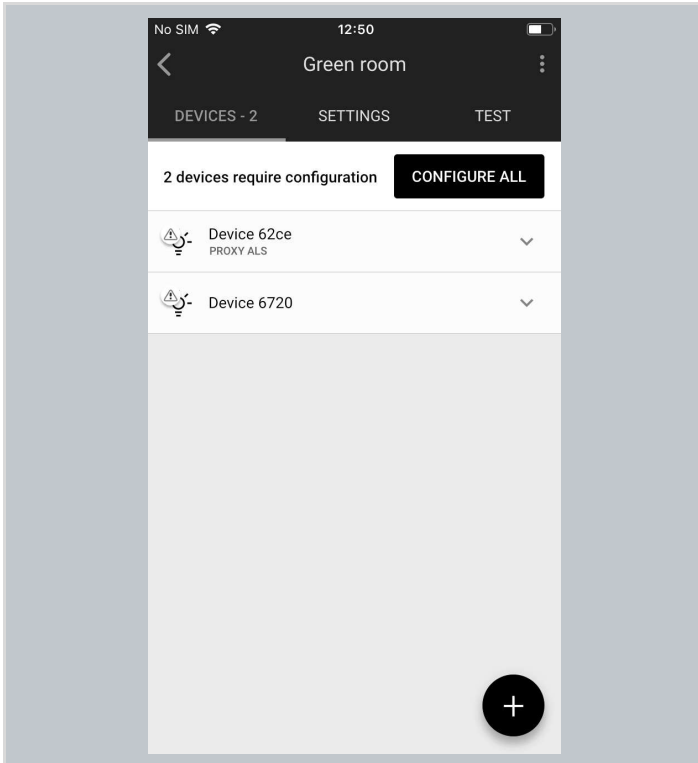 No SIM 12:50
Green room
DEVICES - 2 SETTINGS TEST
2 devices require configuration CONFIGURE ALL
Device 62ce
PROXY ALS
Device 6720